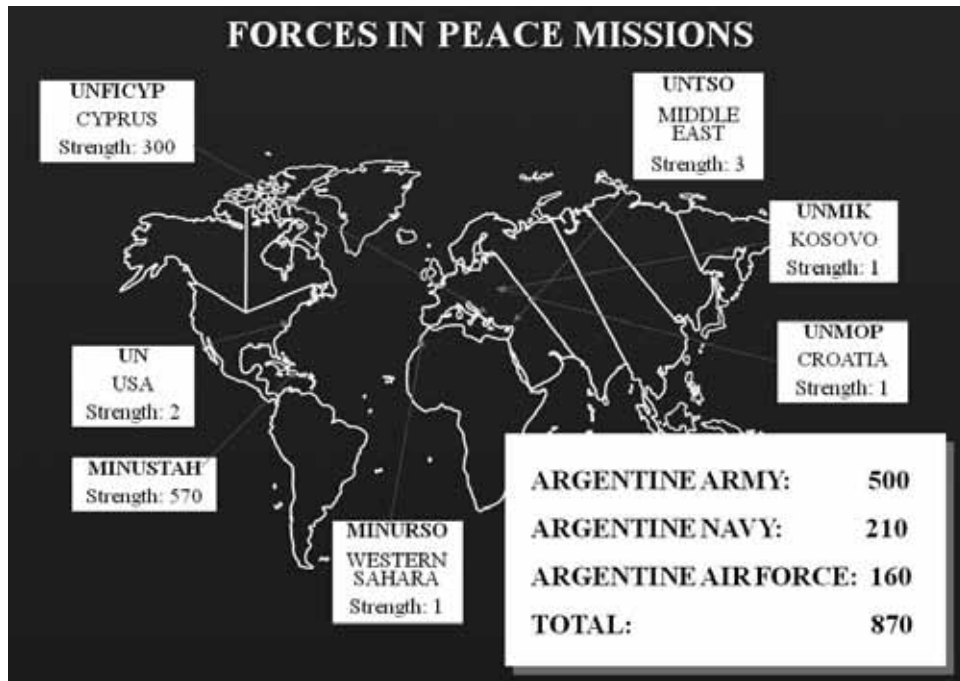 FORCES IN PEACE MISSIONS
UNFICYP
CYPRUS
Strength: 300
UNTSO
MIDDLE
EAST
Strength: 3
UNMIK
KOSOVO
Strength: 1
UN
USA
Strength: 2
UNMOP
CROATIA
Strength: 1
MINUSTAH
Strength: 570
MINURSO
WESTERN
SAHARA
Strength: 1
ARGENTINE ARMY: 500
ARGENTINE NAVY: 210
ARGENTINE AIR FORCE: 160
TOTAL: 870